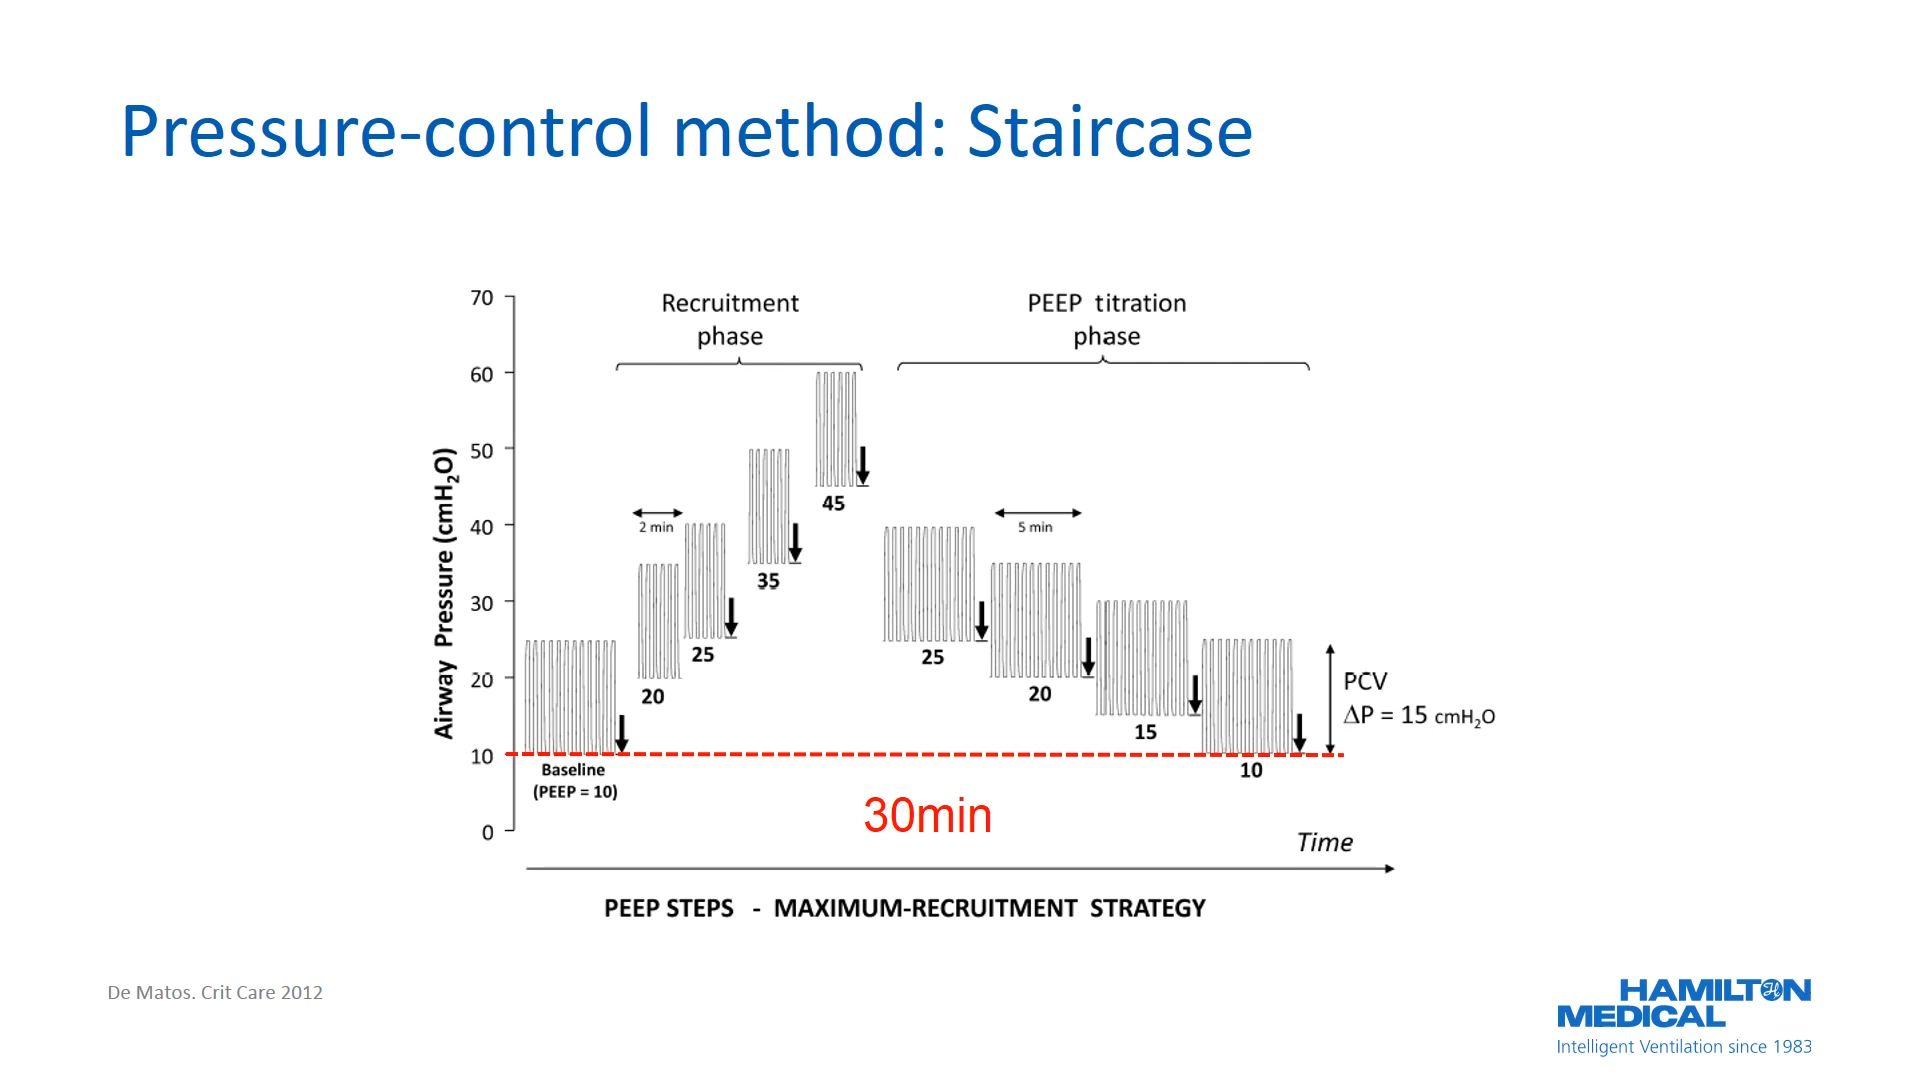 Pressure-control method: Staircase
70
60
50
40
30
20
10
0
Airway Pressure (cmH₂O)
Recruitment
phase
PEEP titration
phase
2 min
5 min
Baseline
(PEEP = 10)
20
25
35
45
25
20
15
10
PCV
ΔP = 15 cmH₂O
30min
Time
PEEP STEPS - MAXIMUM-RECRUITMENT STRATEGY
De Matos. Crit Care 2012
HAMILTON
MEDICAL
Intelligent Ventilation since 1983